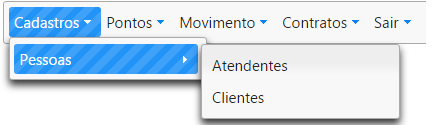 Cadastros Pontos Movimento Contratos Sair
Pessoas
Atendentes
Clientes